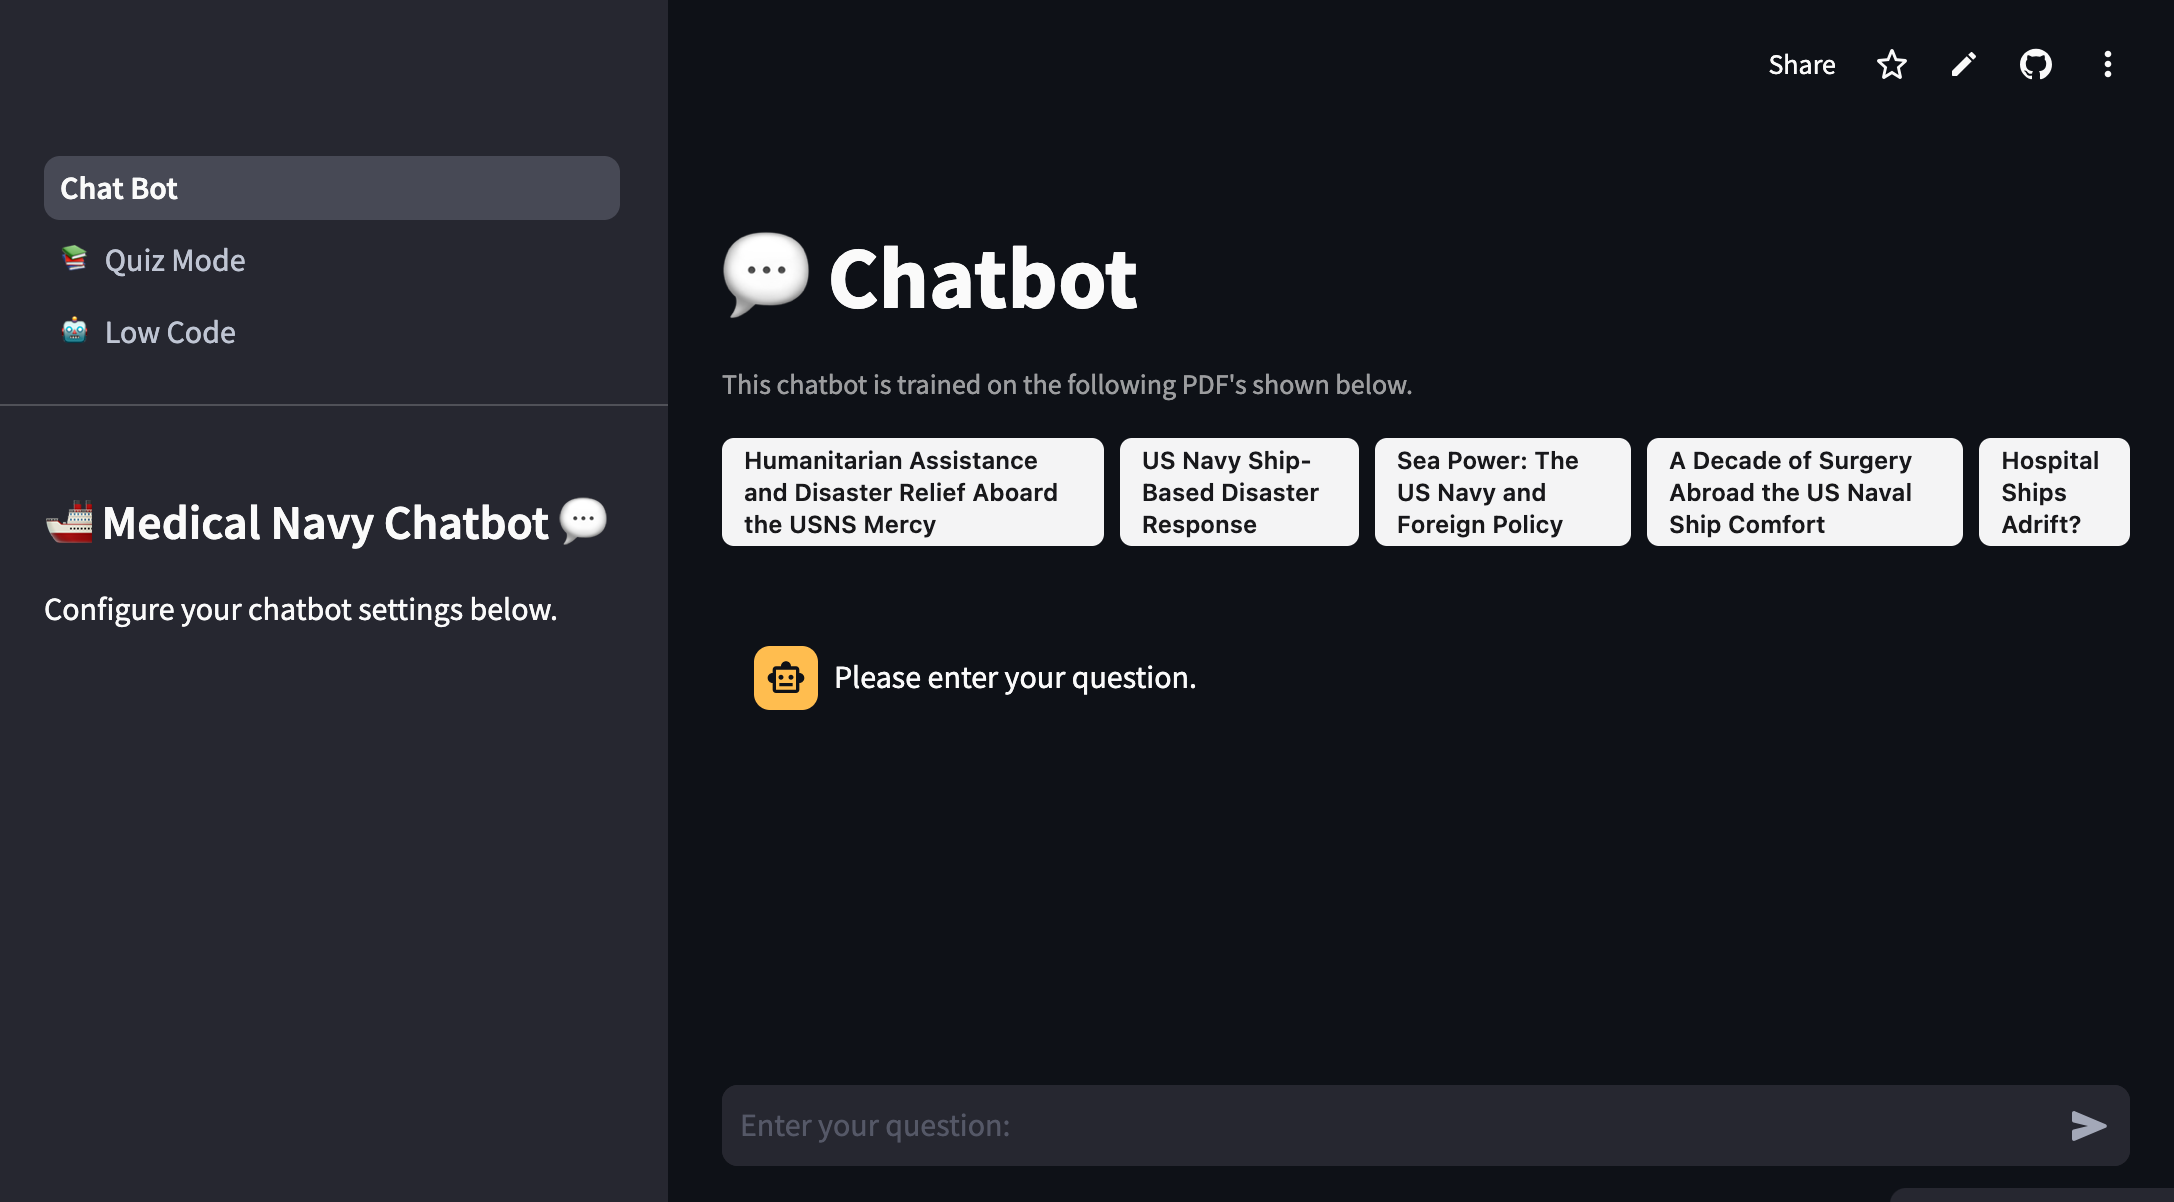 Share
Chat Bot
Quiz Mode
Low Code
Medical Navy Chatbot
Configure your chatbot settings below.
Chatbot
This chatbot is trained on the following PDF's shown below.
Humanitarian Assistance
and Disaster Relief Aboard
the USNS Mercy
US Navy Ship-
Based Disaster
Response
Sea Power: The
US Navy and
Foreign Policy
A Decade of Surgery
Abroad the US Naval
Ship Comfort
Hospital
Ships
Adrift?
Please enter your question.
Enter your question: